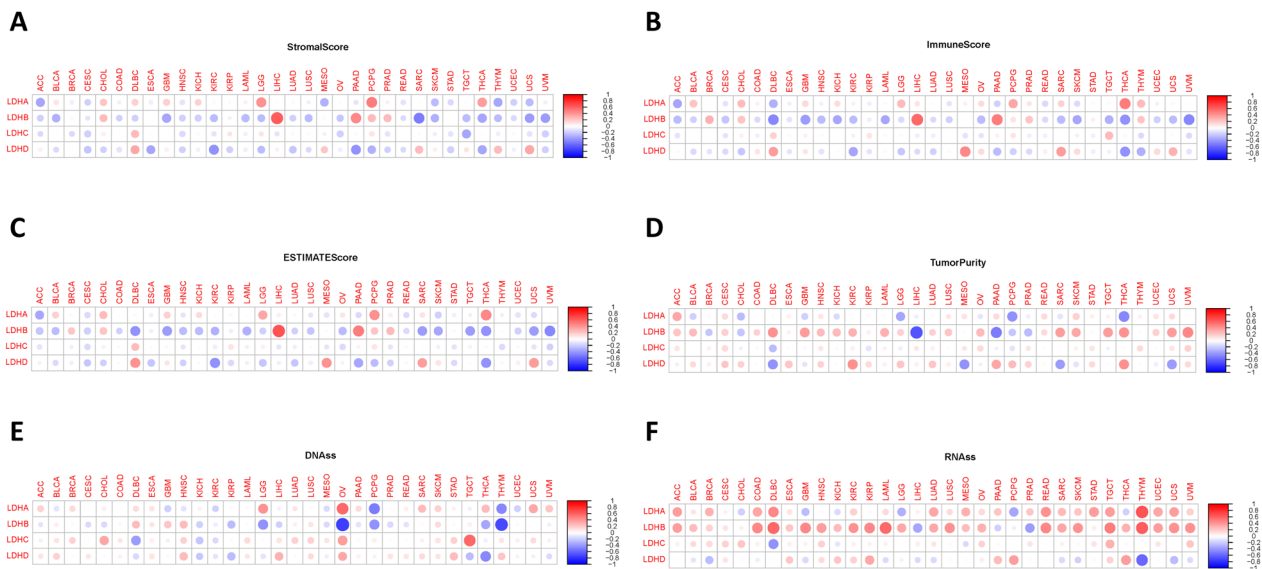 A
StromalScore
ACC BLCA BRCA CESC CHOL COAD DLBC ESCA GBM HNSC KICH KIRC KIRP LAML LGG LIHC LUAD LUSC MESO OV PAAD PCPG PRAD READ SARC SKCM STAD TGCT THCA THYM UCEC UCS UVM
LDHA
LDHB
LDHC
LDHD
1
0.8
0.6
0.4
0.2
0
−0.2
−0.4
−0.6
−0.8
−1
B
ImmuneScore
ACC BLCA BRCA CESC CHOL COAD DLBC ESCA GBM HNSC KICH KIRC KIRP LAML LGG LIHC LUAD LUSC MESO OV PAAD PCPG PRAD READ SARC SKCM STAD TGCT THCA THYM UCEC UCS UVM
LDHA
LDHB
LDHC
LDHD
1
0.8
0.6
0.4
0.2
0
−0.2
−0.4
−0.6
−0.8
−1
C
ESTIMATEScore
ACC BLCA BRCA CESC CHOL COAD DLBC ESCA GBM HNSC KICH KIRC KIRP LAML LGG LIHC LUAD LUSC MESO OV PAAD PCPG PRAD READ SARC SKCM STAD TGCT THCA THYM UCEC UCS UVM
LDHA
LDHB
LDHC
LDHD
1
0.8
0.6
0.4
0.2
0
−0.2
−0.4
−0.6
−0.8
−1
D
TumorPurity
ACC BLCA BRCA CESC CHOL COAD DLBC ESCA GBM HNSC KICH KIRC KIRP LAML LGG LIHC LUAD LUSC MESO OV PAAD PCPG PRAD READ SARC SKCM STAD TGCT THCA THYM UCEC UCS UVM
LDHA
LDHB
LDHC
LDHD
1
0.8
0.6
0.4
0.2
0
−0.2
−0.4
−0.6
−0.8
−1
E
DNAss
ACC BLCA BRCA CESC CHOL COAD DLBC ESCA GBM HNSC KICH KIRC KIRP LAML LGG LIHC LUAD LUSC MESO OV PAAD PCPG PRAD READ SARC SKCM STAD TGCT THCA THYM UCEC UCS UVM
LDHA
LDHB
LDHC
LDHD
1
0.8
0.6
0.4
0.2
0
−0.2
−0.4
−0.6
−0.8
−1
F
RNAss
ACC BLCA BRCA CESC CHOL COAD DLBC ESCA GBM HNSC KICH KIRC KIRP LAML LGG LIHC LUAD LUSC MESO OV PAAD PCPG PRAD READ SARC SKCM STAD TGCT THCA THYM UCEC UCS UVM
LDHA
LDHB
LDHC
LDHD
1
0.8
0.6
0.4
0.2
0
−0.2
−0.4
−0.6
−0.8
−1